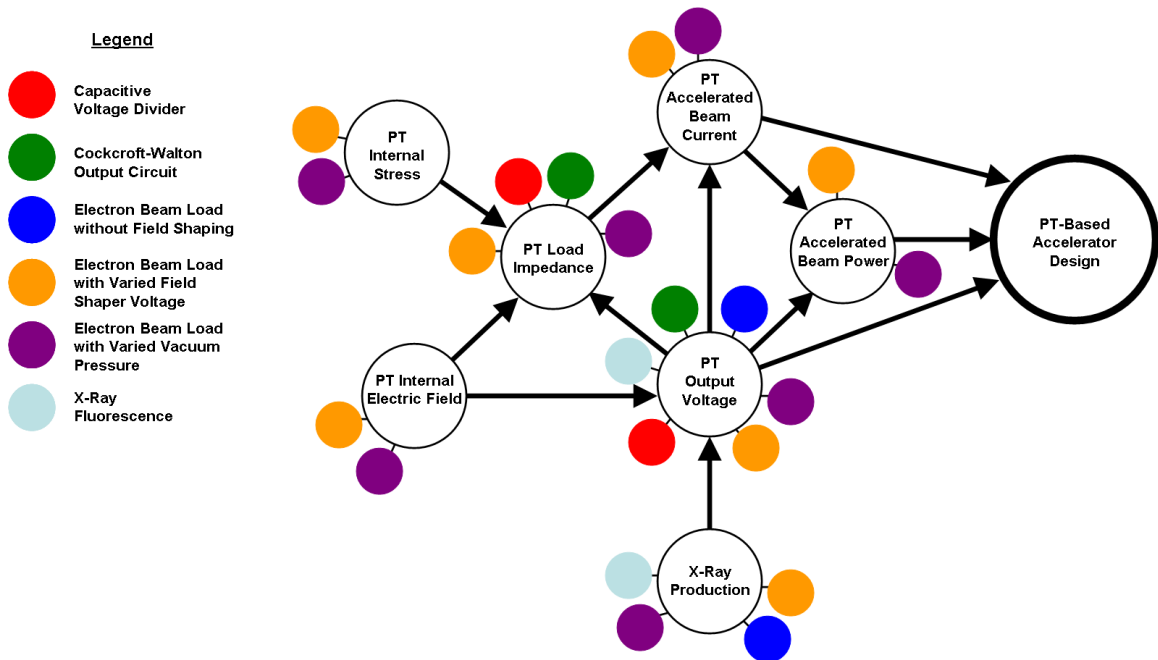 Legend
Capacitive
Voltage Divider
Cockcroft-Walton
Output Circuit
Electron Beam Load
without Field Shaping
Electron Beam Load
with Varied Field
Shaper Voltage
Electron Beam Load
with Varied Vacuum
Pressure
X-Ray
Fluorescence
PT
Internal
Stress
PT
Accelerated
Beam
Current
PT Load
Impedance
PT
Accelerated
Beam Power
PT-Based
Accelerator
Design
PT Internal
Electric Field
PT
Output
Voltage
X-Ray
Production